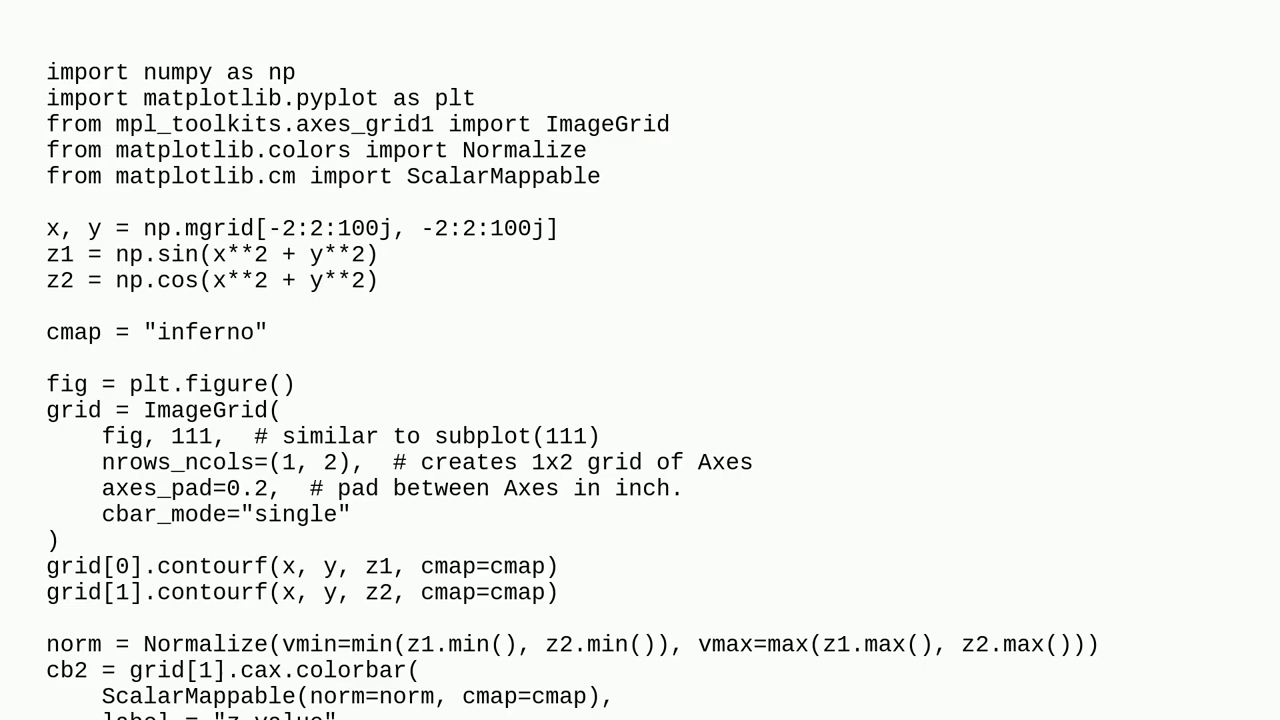 import numpy as np
import matplotlib.pyplot as plt
from mpl_toolkits.axes_grid1 import ImageGrid
from matplotlib.colors import Normalize
from matplotlib.cm import ScalarMappable
x, y = np.mgrid[-2:2:100j, -2:2:100j]
z1 = np.sin(x**2 + y**2)
z2 = np.cos(x**2 + y**2)
cmap = "inferno"
fig = plt.figure()
grid = ImageGrid(
    fig, 111,  # similar to subplot(111)
    nrows_ncols=(1, 2),  # creates 1x2 grid of Axes
    axes_pad=0.2,  # pad between Axes in inch.
    cbar_mode="single"
)
grid[0].contourf(x, y, z1, cmap=cmap)
grid[1].contourf(x, y, z2, cmap=cmap)
norm = Normalize(vmin=min(z1.min(), z2.min()), vmax=max(z1.max(), z2.max()))
cb2 = grid[1].cax.colorbar(
    ScalarMappable(norm=norm, cmap=cmap),
    label = "z value"